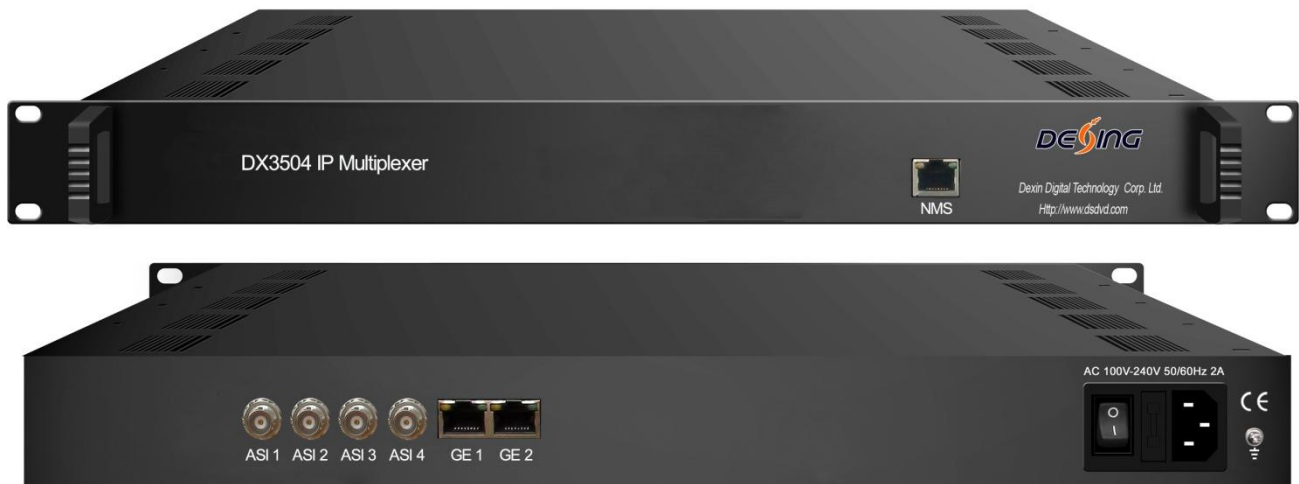 DX3504 IP Multiplexer
NMS
DESING
Dexin Digital Technology Corp. Ltd.
Http://www.dsdvd.com
AC 100V-240V 50/60Hz 2A
O
I
CE
ASI 1 ASI 2 ASI 3 ASI 4 GE 1 GE 2